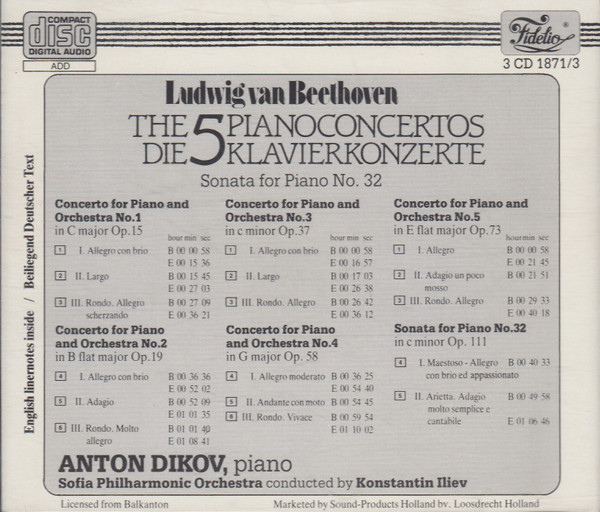 COMPACT
disc
DIGITAL AUDIO
ADD
Fidelio ®
3 CD 1871/3
Ludwig van Beethoven
THE 5 PIANOCONCERTOS
DIE 5 KLAVIERKONZERTE
Sonata for Piano No. 32
Concerto for Piano and
Orchestra No.1
in C major Op.15
hour min sec
1 I. Allegro con brio B 00 00 58
E 00 15 36
2 II. Largo B 00 15 45
E 00 27 03
3 III. Rondo. Allegro B 00 27 09
scherzando E 00 36 21
Concerto for Piano
and Orchestra No.2
in B flat major Op.19
4 I. Allegro con brio B 00 36 36
E 00 52 02
5 II. Adagio B 00 52 09
E 01 01 35
6 III. Rondo. Molto B 01 01 49
allegro E 01 08 41
Concerto for Piano and
Orchestra No.3
in c minor Op.37
hour min sec
1 I. Allegro con brio B 00 00 58
E 00 16 57
2 II. Largo B 00 17 03
E 00 26 38
3 III. Rondo. Allegro B 00 26 42
E 00 36 12
Concerto for Piano
and Orchestra No.4
in G major Op. 58
4 I. Allegro moderato B 00 36 25
E 00 54 40
5 II. Andante con moto B 00 54 45
6 III. Rondo. Vivace B 00 59 54
E 01 10 02
Concerto for Piano and
Orchestra No.5
in E flat major Op.73
hour min sec
1 I. Allegro B 00 00 58
E 00 21 45
2 II. Adagio un poco B 00 21 51
mosso
3 III. Rondo. Allegro B 00 29 33
E 00 40 18
Sonata for Piano No.32
in c minor Op. 111
4 I. Maestoso - Allegro B 00 40 33
con brio ed appassionato
5 II. Arietta. Adagio B 00 49 58
molto semplice e
cantabile E 01 06 46
ANTON DIKOV, piano
Sofia Philharmonic Orchestra conducted by Konstantin Iliev
English linernotes inside / Beiliegend Deutscher Text
Licensed from Balkanton
Marketed by Sound-Products Holland bv. Loosdrecht Holland